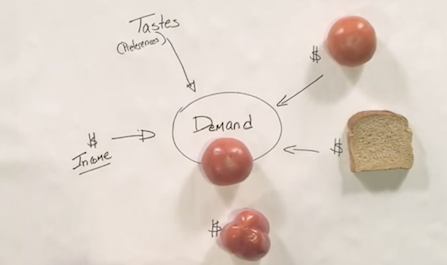 Tastes
(Preferences)
$
Demand
$
Income
$
$